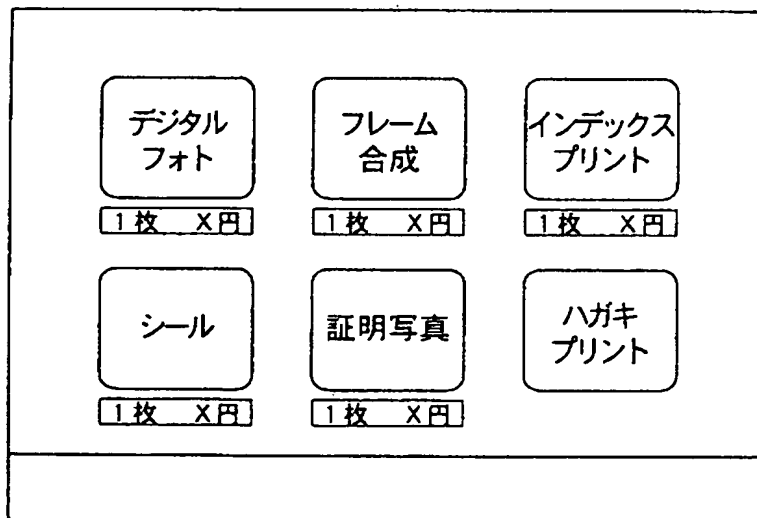 デジタル
フォト
1枚 X円
フレーム
合成
1枚 X円
インデックス
プリント
1枚 X円
シール
1枚 X円
証明写真
1枚 X円
ハガキ
プリント